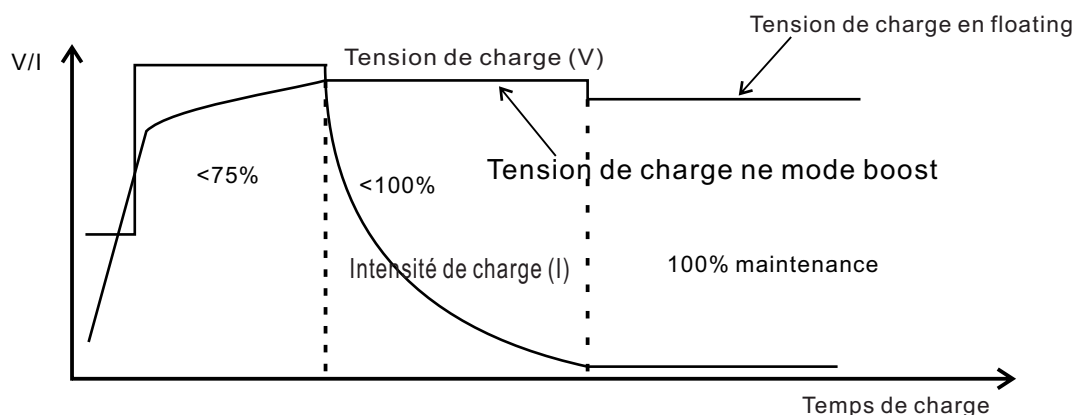 Tension de charge en floating
V/I
Tension de charge (V)
<75%
<100%
Tension de charge ne mode boost
Intensité de charge (I)
100% maintenance
Temps de charge